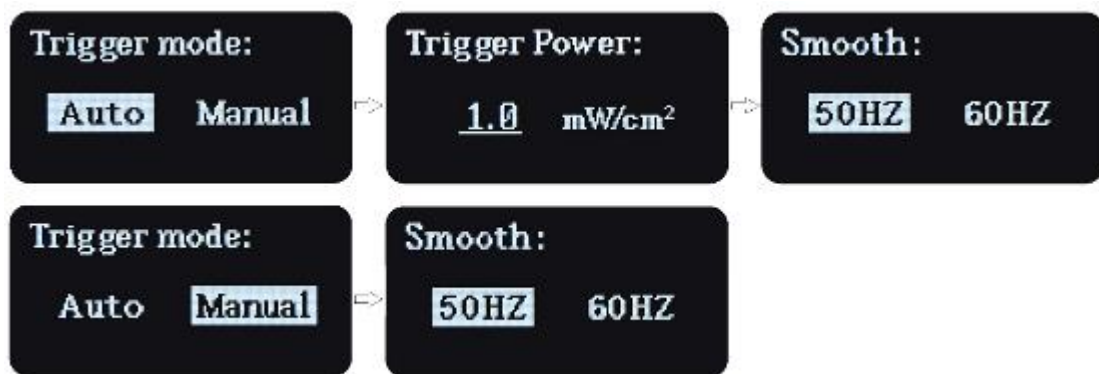 Trigger mode:
Auto Manual
Trigger Power:
1.0 mW/cm²
Smooth:
50HZ 60HZ
Trigger mode:
Auto Manual
Smooth:
50HZ 60HZ